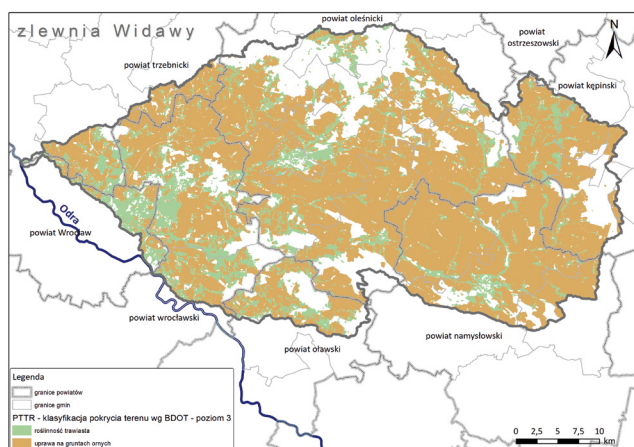 zlewnia Widawy
powiat oleśnicki
N
powiat
ostrzeszowski
powiat trzebnicki
powiat kępinski
Odra
powiat Wrocław
powiat wrocławski
powiat namysłowski
powiat oławski
Legenda
granice powiatów
granice gmin
PTTR - klasyfikacja pokrycia terenu wg BDOT - poziom 3
roślinność trawiasta
uprawa na gruntach ornych
0 2,5 5 7,5 10
km